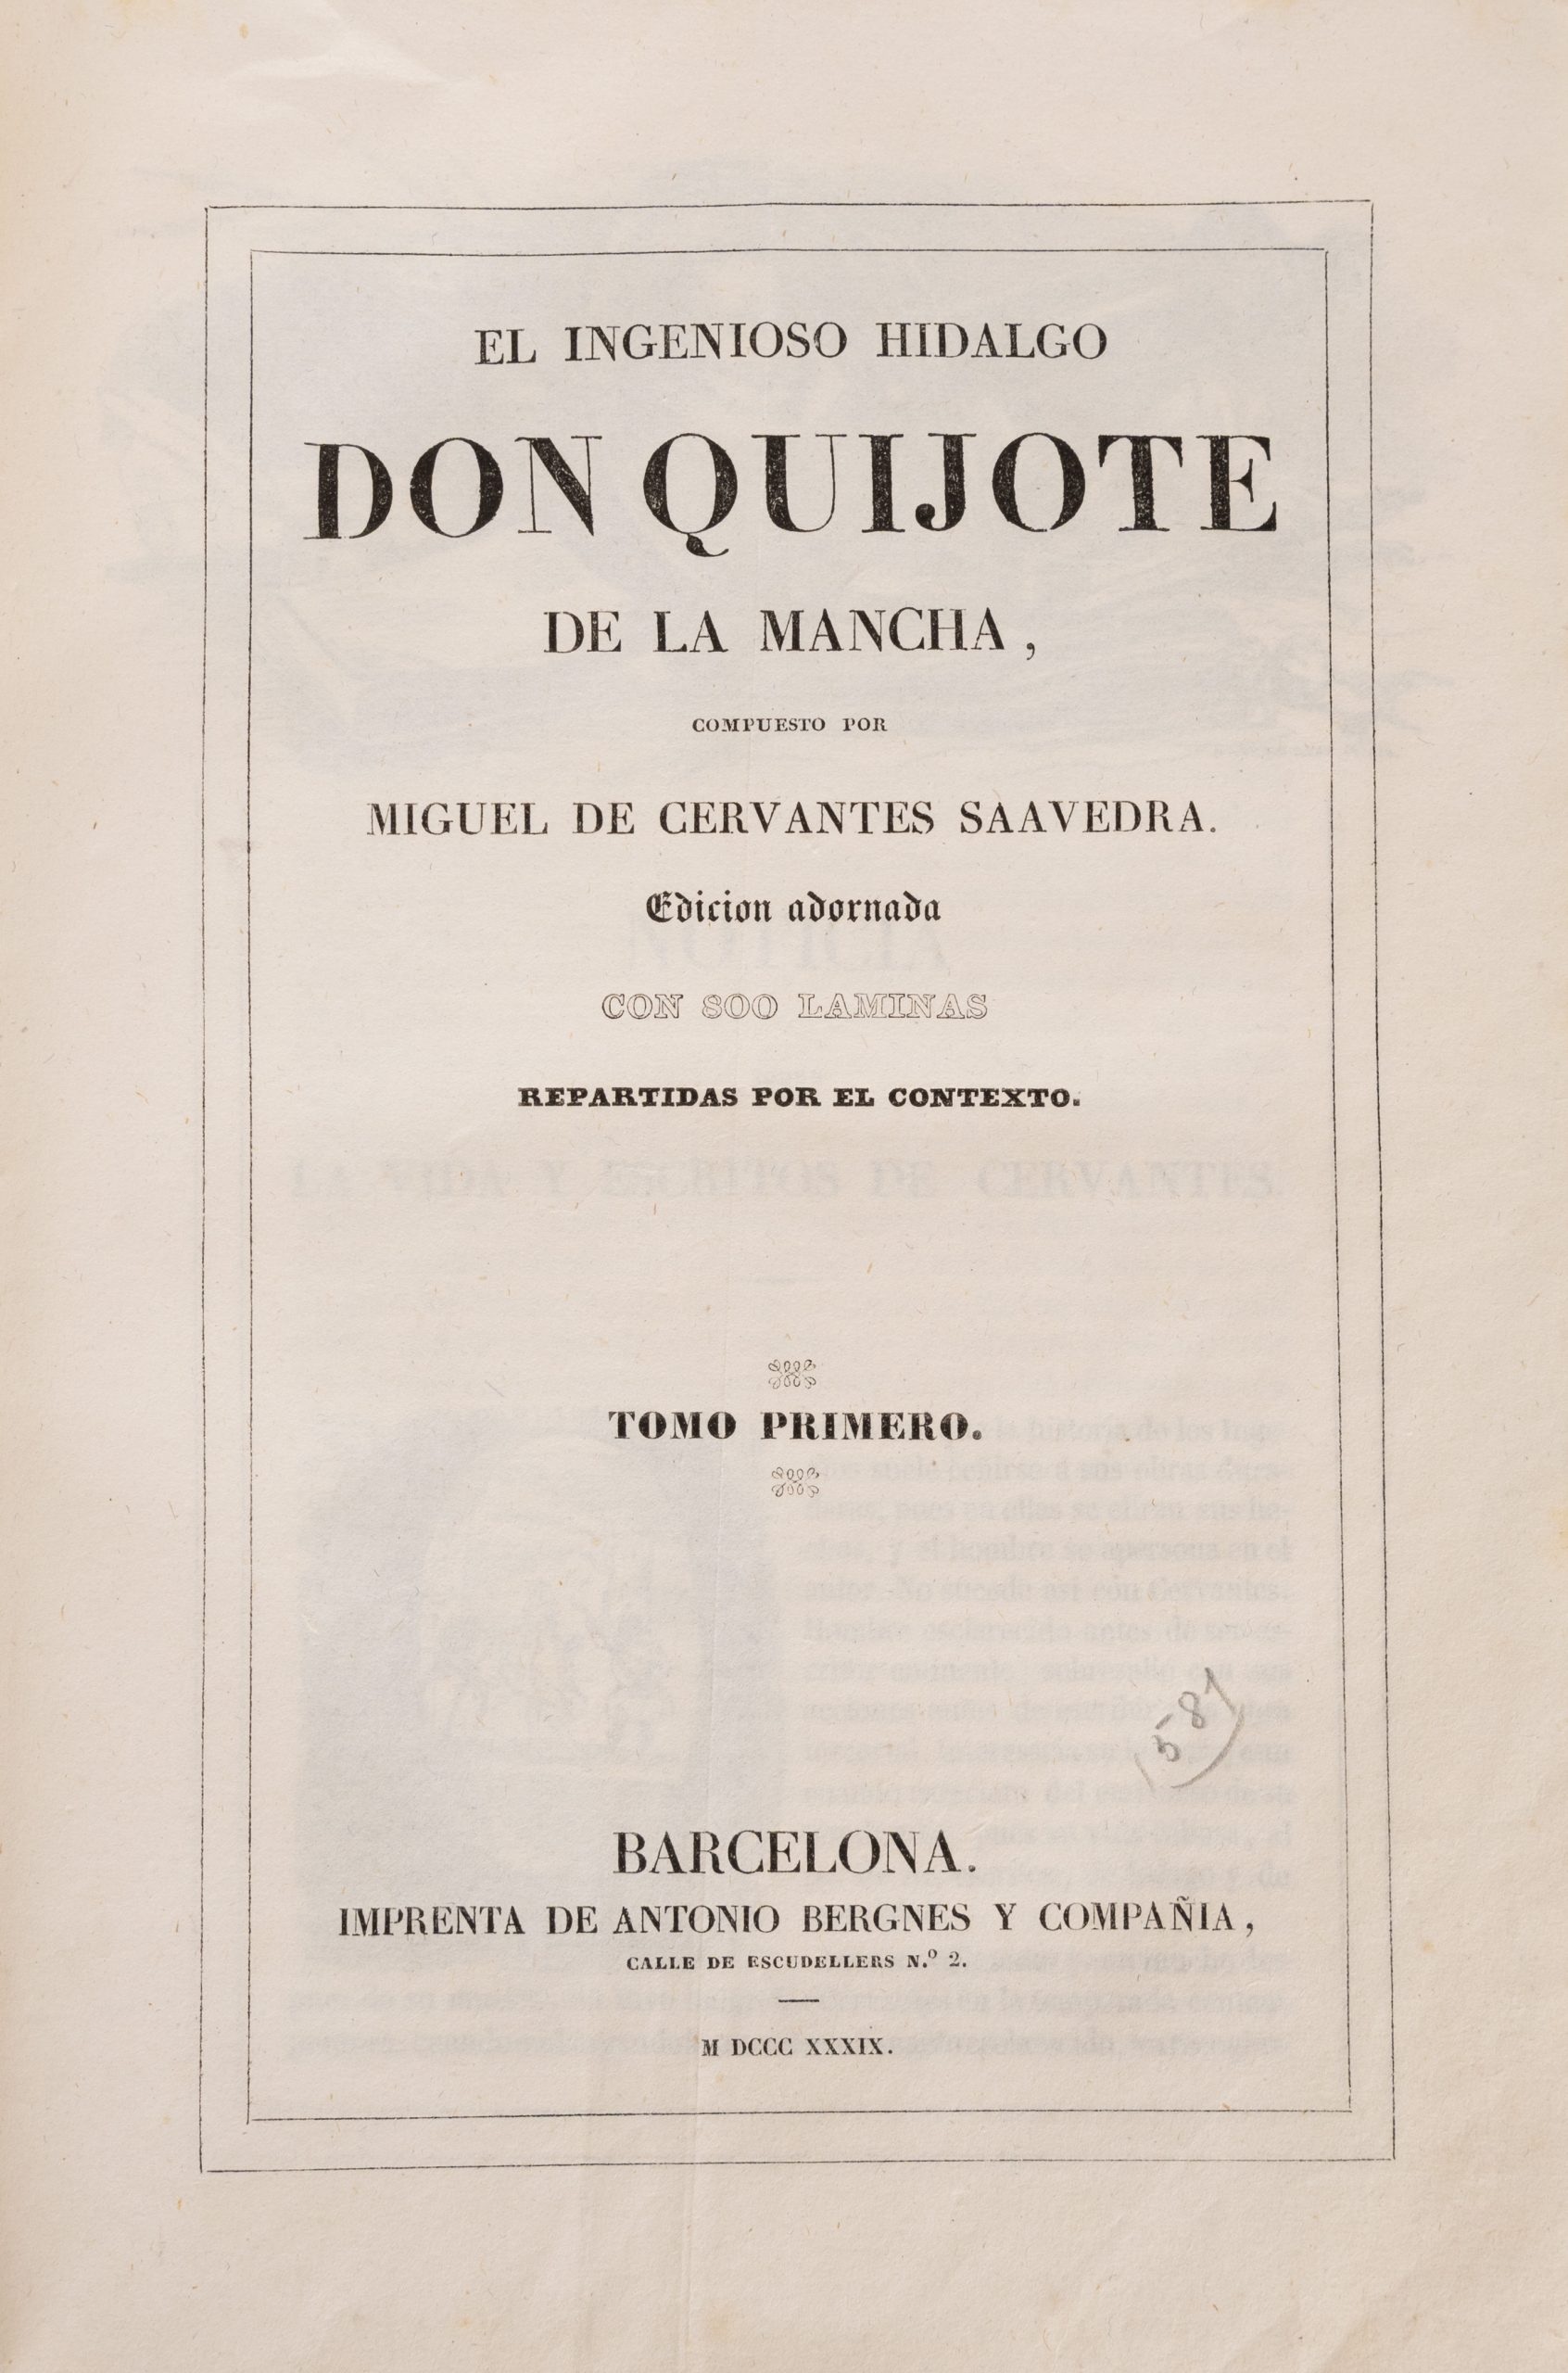 EL INGENIOSO HIDALGO
DON QUIJOTE
DE LA MANCHA,
COMPUESTO POR
MIGUEL DE CERVANTES SAAVEDRA.
Edicion adornada
CON 800 LAMINAS
REPARTIDAS POR EL CONTEXTO.
TOMO PRIMERO.
(581)
BARCELONA.
IMPRENTA DE ANTONIO BERGNES Y COMPAÑIA,
CALLE DE ESCUDELLERS N.º 2.
M DCCC XXXIX.